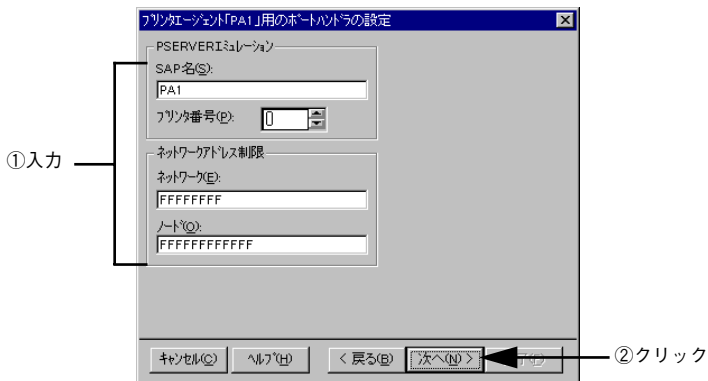 ﾌﾟﾘﾝﾀｴｰｼﾞｪﾝﾄ「PA1」用のﾎﾟｰﾄﾊﾝﾄﾞﾗの設定
PSERVERｴﾐｭﾚｰｼｮﾝ
SAP名(S):
PA1
ﾌﾟﾘﾝﾀ番号(P): 0
ﾈｯﾄﾜｰｸｱﾄﾞﾚｽ制限
ﾈｯﾄﾜｰｸ(E):
FFFFFFFF
ﾉｰﾄﾞ(O):
FFFFFFFFFFFF
①入力
ｷｬﾝｾﾙ(C) ﾍﾙﾌﾟ(H) < 戻る(B) 次へ(N) >
②クリック